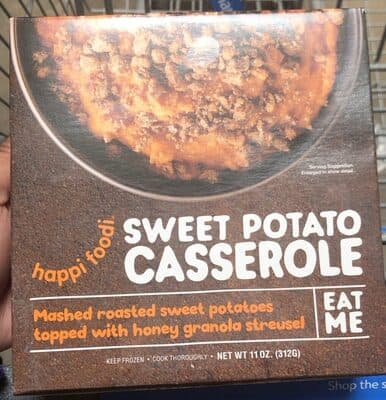 Serving Suggestion.
Enlarged to show detail.
happi foodi.
SWEET POTATO
CASSEROLE
Mashed roasted sweet potatoes
topped with honey granola streusel
EAT
ME
KEEP FROZEN • COOK THOROUGHLY • NET WT 11 OZ. (312G)
Shop the s